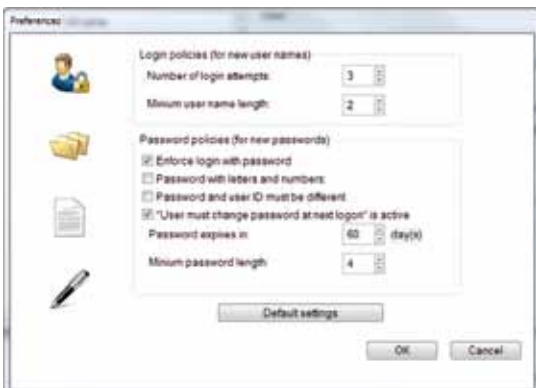 Preferences
Login policies (for new user names)
Number of login attempts: 3
Minium user name length: 2
Password policies (for new passwords)
Enforce login with password
Password with letters and numbers:
Password and user ID must be different
"User must change password at next logon" is active
Password expires in: 60 day(s)
Minium password length: 4
Default settings
OK Cancel